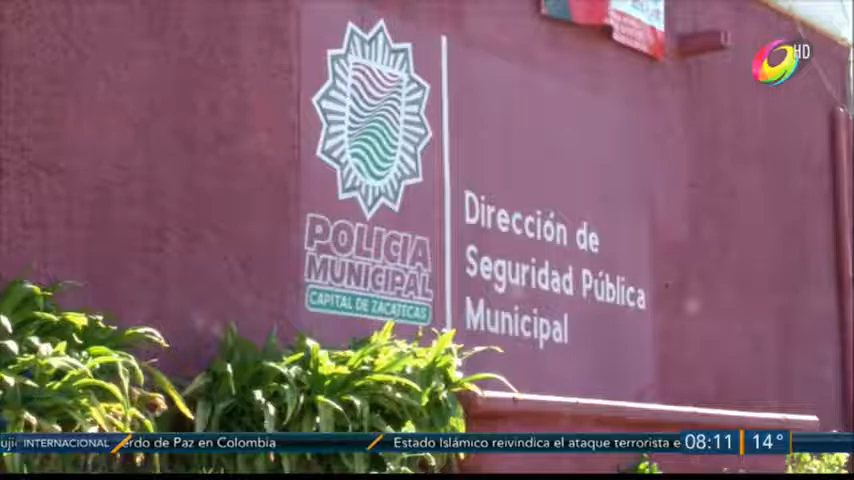 HD
POLICIA
MUNICIPAL
CAPITAL DE ZACATECAS
Dirección de
Seguridad Pública
Municipal
INTERNACIONAL
de Paz en Colombia
Estado Islámico reivindica el ataque terrorista
08:11
14°